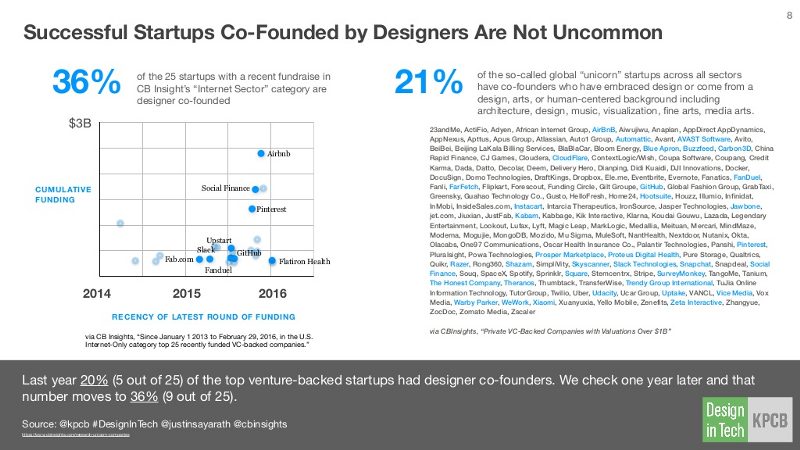 8
Successful Startups Co-Founded by Designers Are Not Uncommon
36%
of the 25 startups with a recent fundraise in
CB Insight's "Internet Sector" category are
designer co-founded
$3B
CUMULATIVE
FUNDING
Airbnb
Social Finance
Pinterest
Upstart
Slack
GitHub
Fab.com
Fanduel
Flatiron Health
2014
2015
2016
RECENCY OF LATEST ROUND OF FUNDING
via CB Insights, "Since January 1 2013 to February 29, 2016, in the U.S.
Internet-Only category top 25 recently funded VC-backed companies."
21%
of the so-called global "unicorn" startups across all sectors
have co-founders who have embraced design or come from a
design, arts, or human-centered background including
architecture, design, music, visualization, fine arts, media arts.
23andMe, ActiFio, Adyen, African Internet Group, AirBnB, Aiwujiwu, Anaplan, AppDirect AppDynamics,
AppNexus, Apttus, Apus Group, Atlassian, Auto1 Group, Automattic, Avant, AVAST Software, Avito,
BeiBei, Beijing LaKala Billing Services, BlaBlaCar, Bloom Energy, Blue Apron, Buzzfeed, Carbon3D, China
Rapid Finance, CJ Games, Cloudera, CloudFlare, ContextLogic/Wish, Coupa Software, Coupang, Credit
Karma, Dada, Datto, Decolar, Deem, Delivery Hero, Dianping, Didi Kuaidi, DJI Innovations, Docker,
DocuSign, Domo Technologies, DraftKings, Dropbox, Ele.me, Eventbrite, Evernote, Fanatics, FanDuel,
Fanli, FarFetch, Flipkart, Forescout, Funding Circle, Gilt Groupe, GitHub, Global Fashion Group, GrabTaxi,
Greensky, Guahao Technology Co., Gusto, HelloFresh, Home24, Hootsuite, Houzz, Illumio, Infinidat,
InMobi, InsideSales.com, Instacart, Intarcia Therapeutics, IronSource, Jasper Technologies, Jawbone,
jet.com, Jiuxian, JustFab, Kabam, Kabbage, Kik Interactive, Klarna, Koudai Gouwu, Lazada, Legendary
Entertainment, Lookout, Lufax, Lyft, Magic Leap, MarkLogic, Medallia, Meituan, Mercari, MindMaze,
Moderna, Mogujie, MongoDB, Mozido, Mu Sigma, MuleSoft, NantHealth, Nextdoor, Nutanix, Okta,
Olacabs, One97 Communications, Oscar Health Insurance Co., Palantir Technologies, Panshi, Pinterest,
Pluralsight, Powa Technologies, Prosper Marketplace, Proteus Digital Health, Pure Storage, Qualtrics,
Quikr, Razer, Rong360, Shazam, SimpliVity, Skyscanner, Slack Technologies, Snapchat, Snapdeal, Social
Finance, Souq, SpaceX, Spotify, Sprinklr, Square, Stemcentrx, Stripe, SurveyMonkey, TangoMe, Tanium,
The Honest Company, Theranos, Thumbtack, TransferWise, Trendy Group International, TuJia Online
Information Technology, TutorGroup, Twilio, Uber, Udacity, Ucar Group, Uptake, VANCL, Vice Media, Vox
Media, Warby Parker, WeWork, Xiaomi, Xuanyuxia, Yello Mobile, Zenefits, Zeta Interactive, Zhangyue,
ZocDoc, Zomato Media, Zscaler
via CBInsights, "Private VC-Backed Companies with Valuations Over $1B"
Last year 20% (5 out of 25) of the top venture-backed startups had designer co-founders. We check one year later and that
number moves to 36% (9 out of 25).
Source: @kpcb #DesignInTech @justinsayarath @cbinsights
Design
in Tech
KPCB